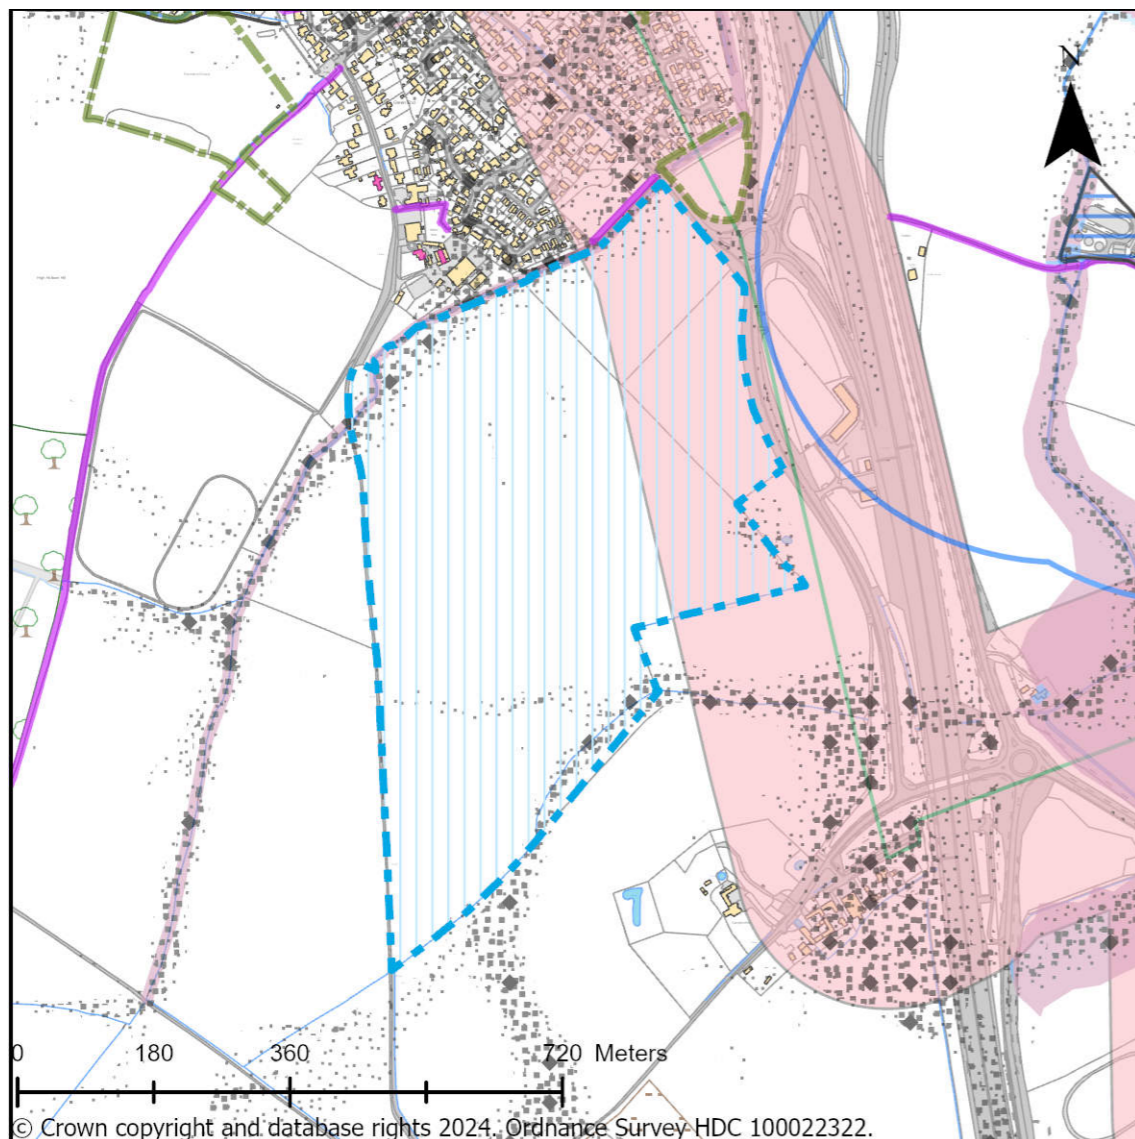 N
0 180 360 720 Meters
© Crown copyright and database rights 2024. Ordnance Survey HDC 100022322.